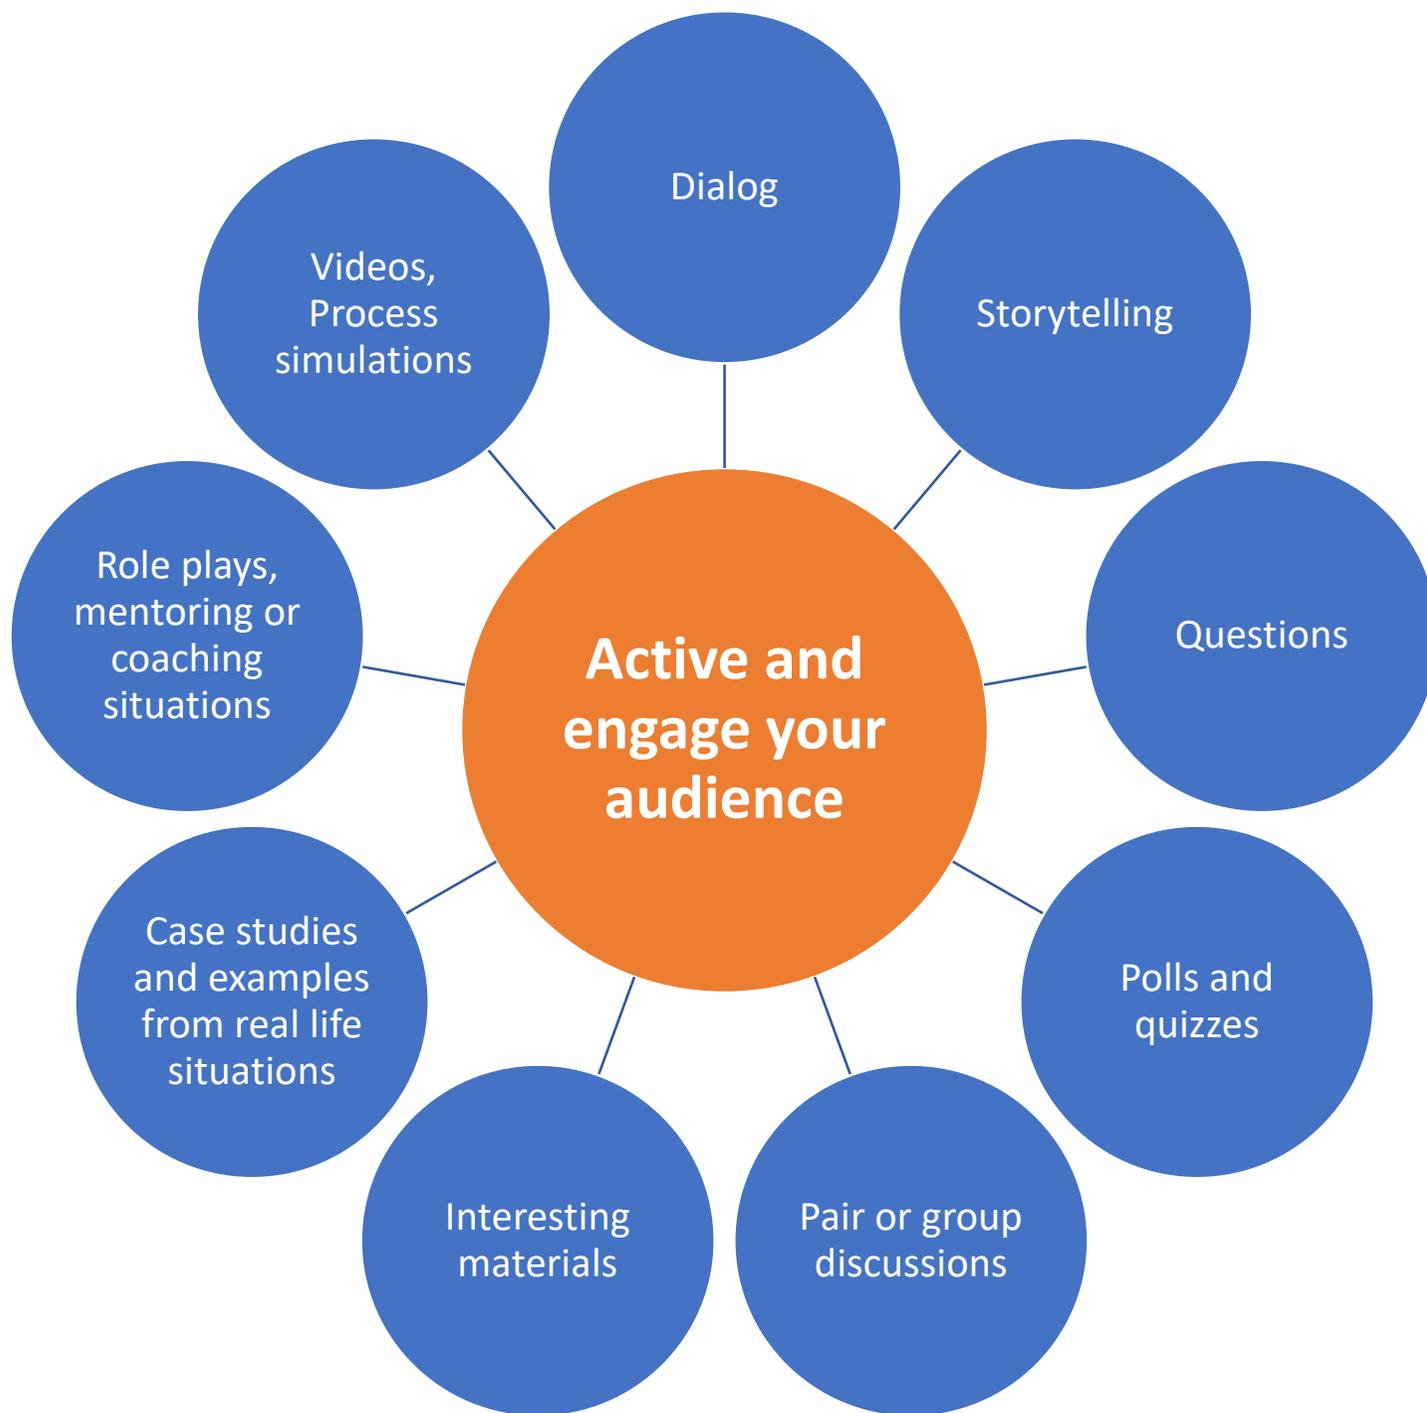 Dialog
Storytelling
Questions
Polls and
quizzes
Pair or group
discussions
Interesting
materials
Case studies
and examples
from real life
situations
Role plays,
mentoring or
coaching
situations
Videos,
Process
simulations
Active and
engage your
audience